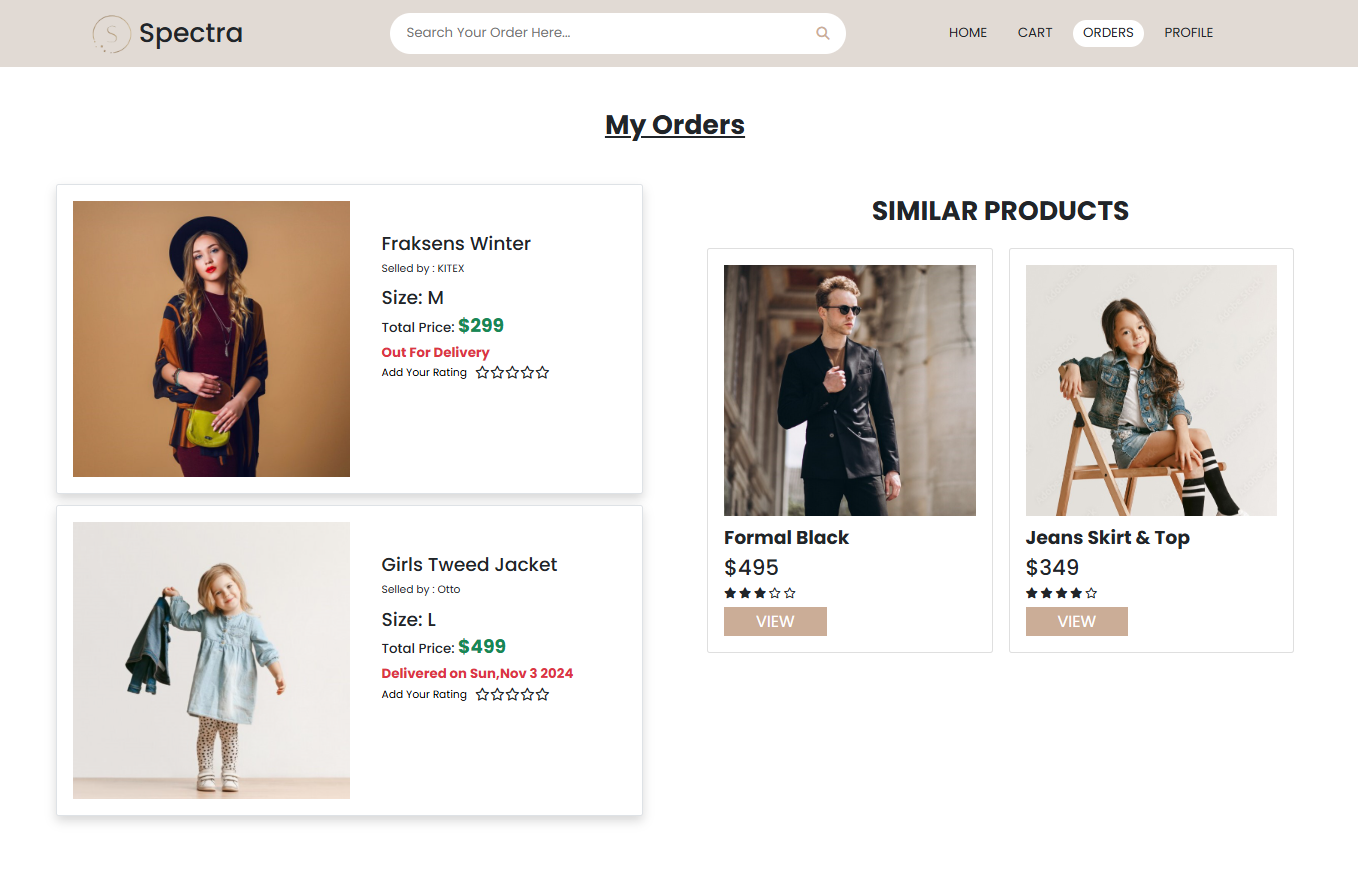 Spectra
Search Your Order Here...
HOME
CART
ORDERS
PROFILE
My Orders
Fraksens Winter
Selled by : KITEX
Size: M
Total Price: $299
Out For Delivery
Add Your Rating
Girls Tweed Jacket
Selled by : Otto
Size: L
Total Price: $499
Delivered on Sun,Nov 3 2024
Add Your Rating
SIMILAR PRODUCTS
Formal Black
$495
VIEW
Jeans Skirt & Top
$349
VIEW